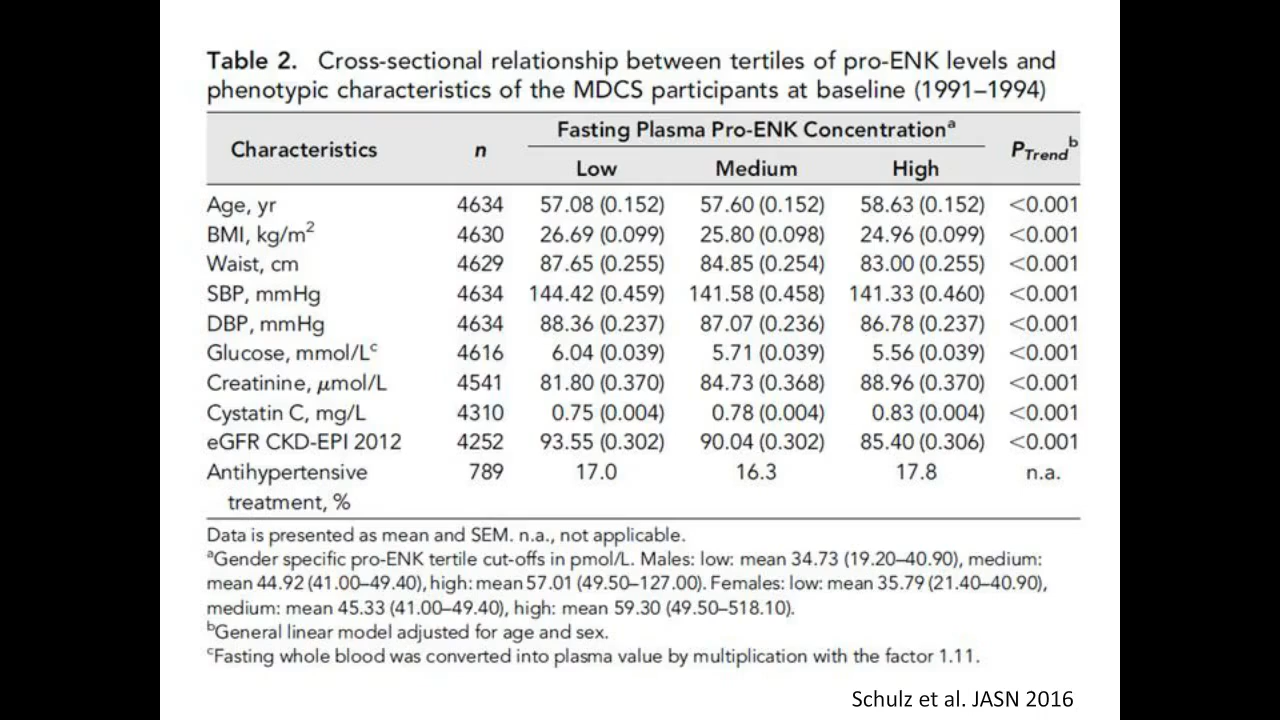 Table 2. Cross-sectional relationship between tertiles of pro-ENK levels and
phenotypic characteristics of the MDCS participants at baseline (1991–1994)
Characteristics n Fasting Plasma Pro-ENK Concentrationᵃ P_Trendᵇ
Low Medium High
Age, yr 4634 57.08 (0.152) 57.60 (0.152) 58.63 (0.152) <0.001
BMI, kg/m² 4630 26.69 (0.099) 25.80 (0.098) 24.96 (0.099) <0.001
Waist, cm 4629 87.65 (0.255) 84.85 (0.254) 83.00 (0.255) <0.001
SBP, mmHg 4634 144.42 (0.459) 141.58 (0.458) 141.33 (0.460) <0.001
DBP, mmHg 4634 88.36 (0.237) 87.07 (0.236) 86.78 (0.237) <0.001
Glucose, mmol/Lᶜ 4616 6.04 (0.039) 5.71 (0.039) 5.56 (0.039) <0.001
Creatinine, μmol/L 4541 81.80 (0.370) 84.73 (0.368) 88.96 (0.370) <0.001
Cystatin C, mg/L 4310 0.75 (0.004) 0.78 (0.004) 0.83 (0.004) <0.001
eGFR CKD-EPI 2012 4252 93.55 (0.302) 90.04 (0.302) 85.40 (0.306) <0.001
Antihypertensive 789 17.0 16.3 17.8 n.a.
treatment, %
Data is presented as mean and SEM. n.a., not applicable.
ᵃGender specific pro-ENK tertile cut-offs in pmol/L. Males: low: mean 34.73 (19.20–40.90), medium:
mean 44.92 (41.00–49.40), high: mean 57.01 (49.50–127.00). Females: low: mean 35.79 (21.40–40.90),
medium: mean 45.33 (41.00–49.40), high: mean 59.30 (49.50–518.10).
ᵇGeneral linear model adjusted for age and sex.
ᶜFasting whole blood was converted into plasma value by multiplication with the factor 1.11.
Schulz et al. JASN 2016